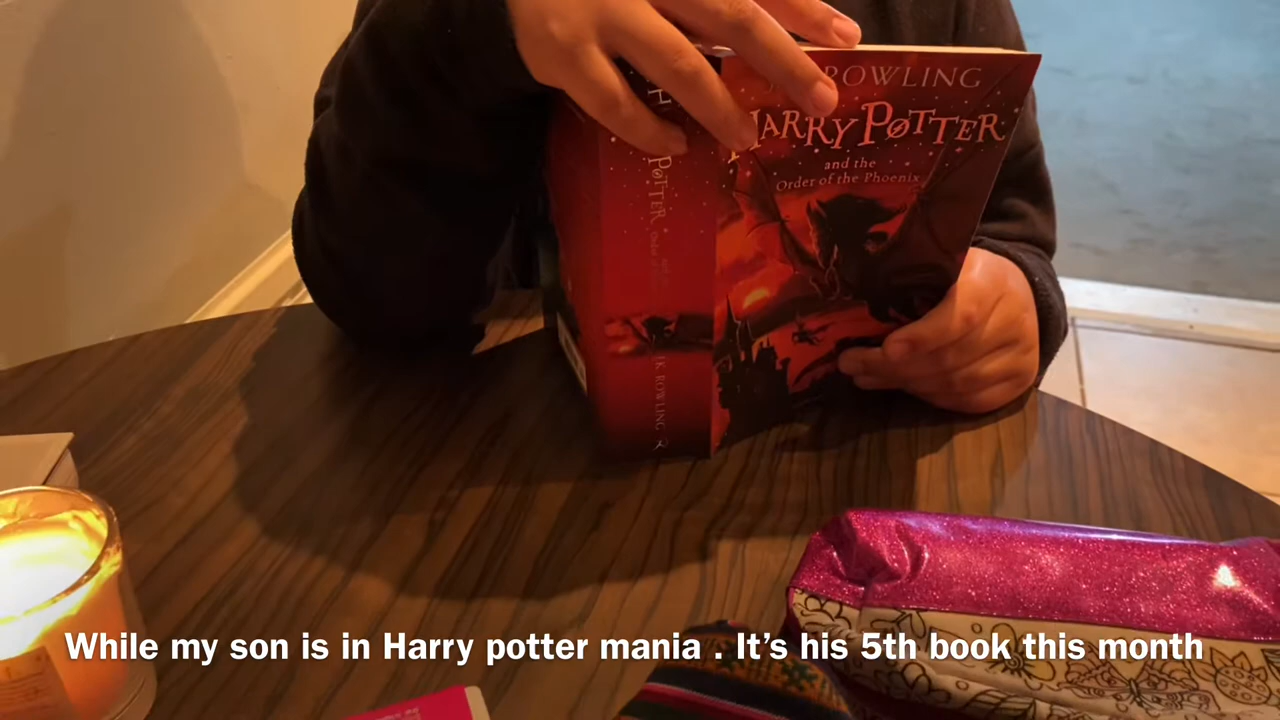 ROWLING
HARRY POTTER
and the
Order of the Phoenix
H
POTTER
J.K. ROWLING
While my son is in Harry potter mania . It’s his 5th book this month